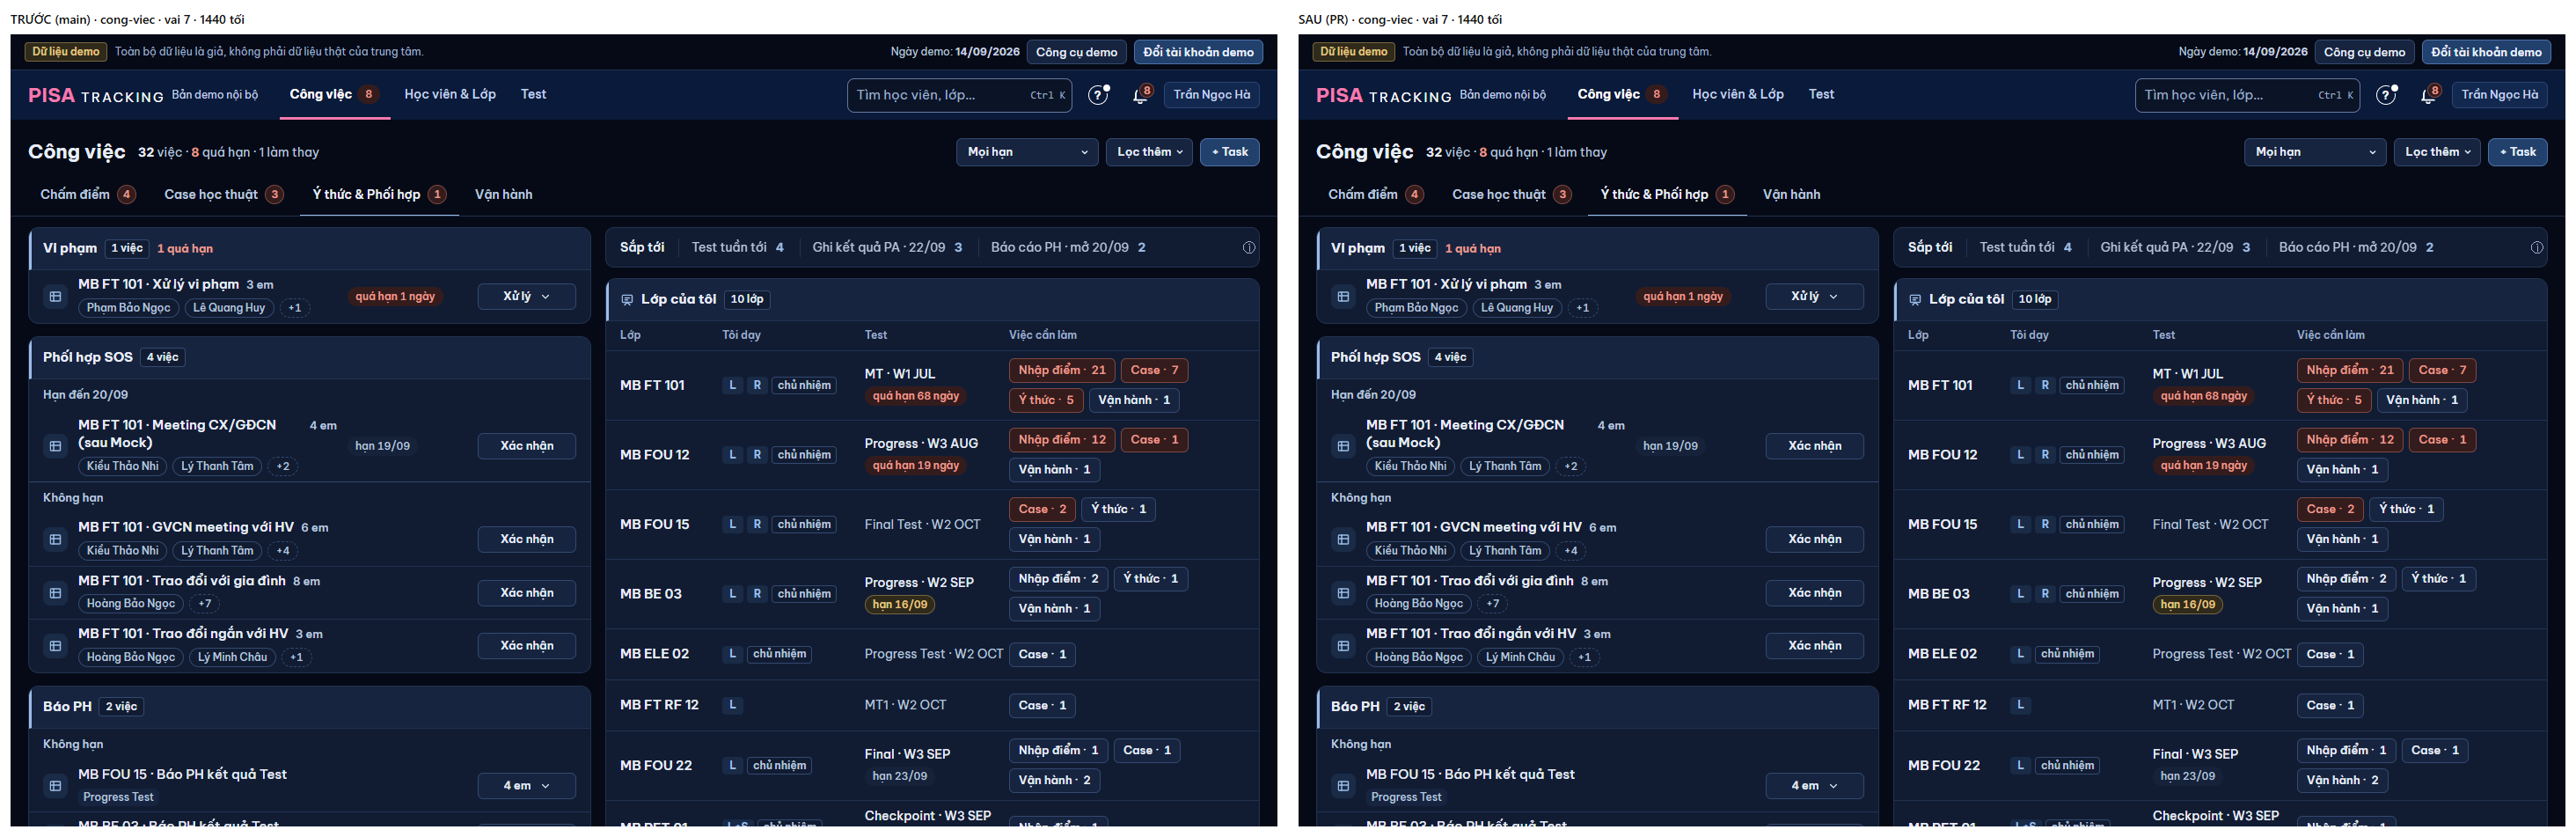 TRƯỚC (main) · cong-viec · vai 7 · 1440 tối
Dữ liệu demo Toàn bộ dữ liệu là giả, không phải dữ liệu thật của trung tâm. Ngày demo: 14/09/2026 Công cụ demo Đổi tài khoản demo
PISA TRACKING Bản demo nội bộ Công việc 8 Học viên & Lớp Test Tìm học viên, lớp... Ctrl K ? 8 Trần Ngọc Hà
Công việc 32 việc · 8 quá hạn · 1 làm thay Mọi hạn Lọc thêm + Task
Chấm điểm 4 Case học thuật 3 Ý thức & Phối hợp 1 Vận hành
Vi phạm 1 việc 1 quá hạn
MB FT 101 · Xử lý vi phạm 3 em
Phạm Bảo Ngọc Lê Quang Huy +1
quá hạn 1 ngày Xử lý
Phối hợp SOS 4 việc
Hạn đến 20/09
MB FT 101 · Meeting CX/GĐCN (sau Mock) 4 em
Kiều Thảo Nhi Lý Thanh Tâm +2
hạn 19/09 Xác nhận
Không hạn
MB FT 101 · GVCN meeting với HV 6 em
Kiều Thảo Nhi Lý Thanh Tâm +4
Xác nhận
MB FT 101 · Trao đổi với gia đình 8 em
Hoàng Bảo Ngọc +7
Xác nhận
MB FT 101 · Trao đổi ngắn với HV 3 em
Hoàng Bảo Ngọc Lý Minh Châu +1
Xác nhận
Báo PH 2 việc
Không hạn
MB FOU 15 · Báo PH kết quả Test
Progress Test
4 em
MB BE 03 · Báo PH kết quả Test
Sắp tới Test tuần tới 4 Ghi kết quả PA · 22/09 3 Báo cáo PH · mở 20/09 2
Lớp của tôi 10 lớp
Lớp Tôi dạy Test Việc cần làm
MB FT 101 L R chủ nhiệm MT · W1 JUL quá hạn 68 ngày Nhập điểm · 21 Case · 7 Ý thức · 5 Vận hành · 1
MB FOU 12 L R chủ nhiệm Progress · W3 AUG quá hạn 19 ngày Nhập điểm · 12 Case · 1 Vận hành · 1
MB FOU 15 L R chủ nhiệm Final Test · W2 OCT Case · 2 Ý thức · 1 Vận hành · 1
MB BE 03 L R chủ nhiệm Progress · W2 SEP hạn 16/09 Nhập điểm · 2 Ý thức · 1 Vận hành · 1
MB ELE 02 L chủ nhiệm Progress Test · W2 OCT Case · 1
MB FT RF 12 L MT1 · W2 OCT Case · 1
MB FOU 22 L chủ nhiệm Final · W3 SEP hạn 23/09 Nhập điểm · 1 Case · 1 Vận hành · 2
MB PET 01 L+S chủ nhiệm Checkpoint · W3 SEP Nhập điểm · 1
SAU (PR) · cong-viec · vai 7 · 1440 tối
Dữ liệu demo Toàn bộ dữ liệu là giả, không phải dữ liệu thật của trung tâm. Ngày demo: 14/09/2026 Công cụ demo Đổi tài khoản demo
PISA TRACKING Bản demo nội bộ Công việc 8 Học viên & Lớp Test Tìm học viên, lớp... Ctrl K ? 8 Trần Ngọc Hà
Công việc 32 việc · 8 quá hạn · 1 làm thay Mọi hạn Lọc thêm + Task
Chấm điểm 4 Case học thuật 3 Ý thức & Phối hợp 1 Vận hành
Vi phạm 1 việc 1 quá hạn
MB FT 101 · Xử lý vi phạm 3 em
Phạm Bảo Ngọc Lê Quang Huy +1
quá hạn 1 ngày Xử lý
Phối hợp SOS 4 việc
Hạn đến 20/09
MB FT 101 · Meeting CX/GĐCN (sau Mock) 4 em
Kiều Thảo Nhi Lý Thanh Tâm +2
hạn 19/09 Xác nhận
Không hạn
MB FT 101 · GVCN meeting với HV 6 em
Kiều Thảo Nhi Lý Thanh Tâm +4
Xác nhận
MB FT 101 · Trao đổi với gia đình 8 em
Hoàng Bảo Ngọc +7
Xác nhận
MB FT 101 · Trao đổi ngắn với HV 3 em
Hoàng Bảo Ngọc Lý Minh Châu +1
Xác nhận
Báo PH 2 việc
Không hạn
MB FOU 15 · Báo PH kết quả Test
Progress Test
4 em
MB BE 03 · Báo PH kết quả Test
Sắp tới Test tuần tới 4 Ghi kết quả PA · 22/09 3 Báo cáo PH · mở 20/09 2
Lớp của tôi 10 lớp
Lớp Tôi dạy Test Việc cần làm
MB FT 101 L R chủ nhiệm MT · W1 JUL quá hạn 68 ngày Nhập điểm · 21 Case · 7 Ý thức · 5 Vận hành · 1
MB FOU 12 L R chủ nhiệm Progress · W3 AUG quá hạn 19 ngày Nhập điểm · 12 Case · 1 Vận hành · 1
MB FOU 15 L R chủ nhiệm Final Test · W2 OCT Case · 2 Ý thức · 1 Vận hành · 1
MB BE 03 L R chủ nhiệm Progress · W2 SEP hạn 16/09 Nhập điểm · 2 Ý thức · 1 Vận hành · 1
MB ELE 02 L chủ nhiệm Progress Test · W2 OCT Case · 1
MB FT RF 12 L MT1 · W2 OCT Case · 1
MB FOU 22 L chủ nhiệm Final · W3 SEP hạn 23/09 Nhập điểm · 1 Case · 1 Vận hành · 2
MB PET 01 L+S chủ nhiệm Checkpoint · W3 SEP Nhập điểm · 1